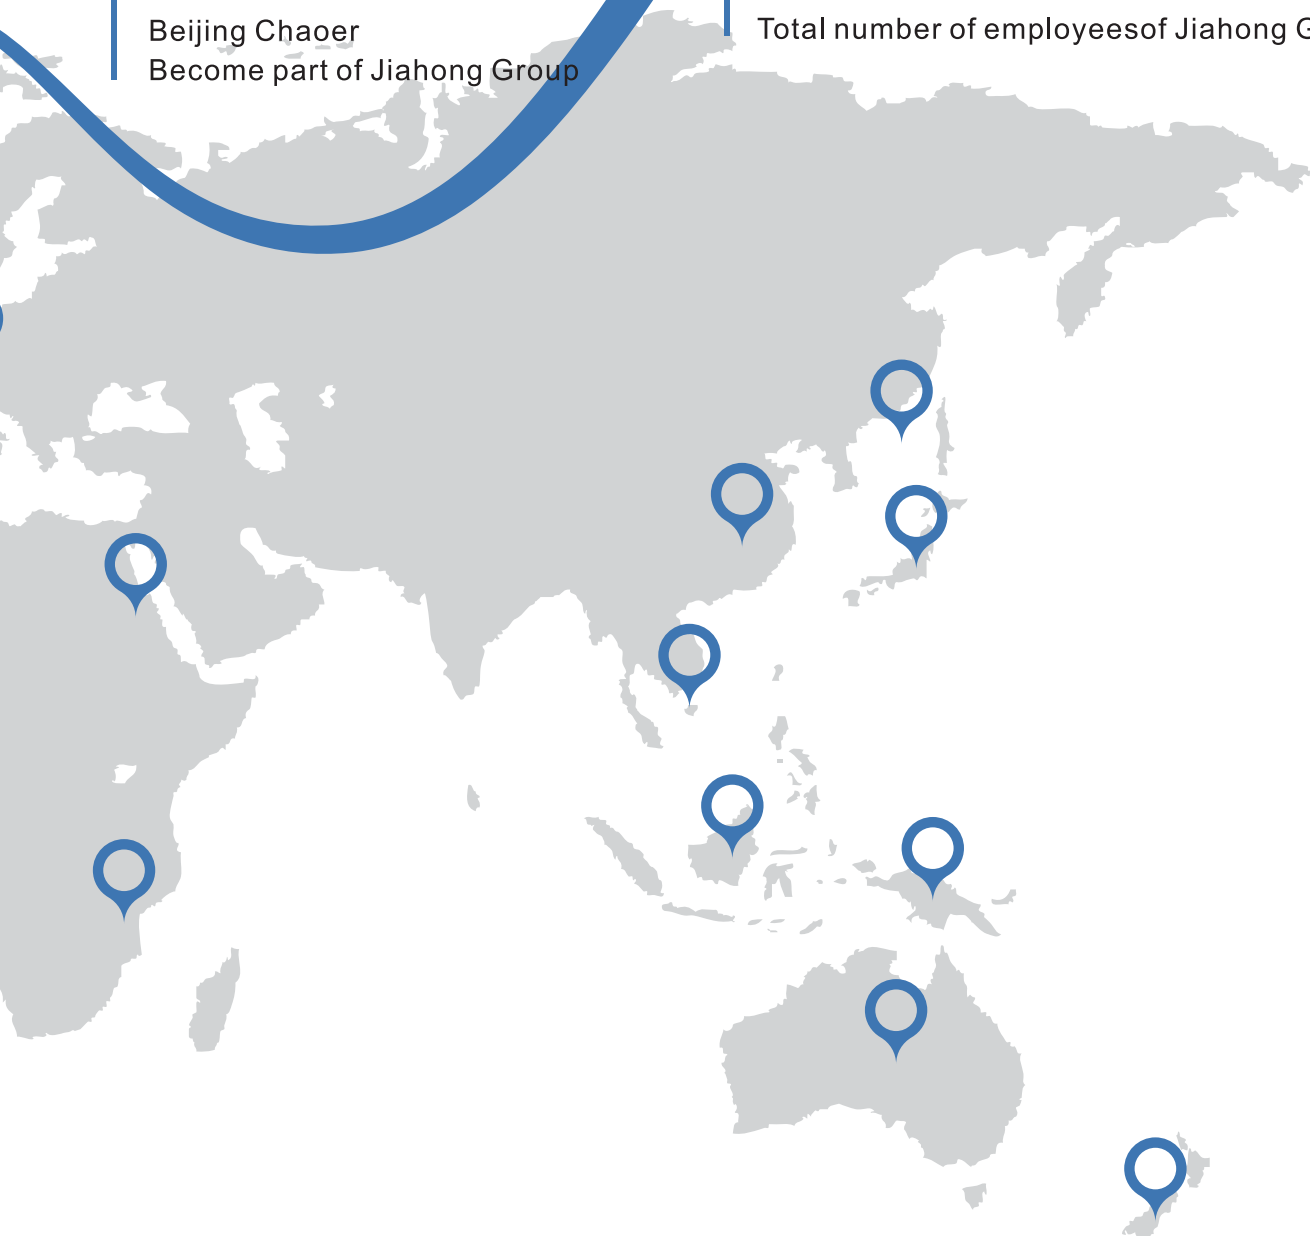 Beijing Chaoer
Become part of Jiahong Group
Total number of employeesof Jiahong G